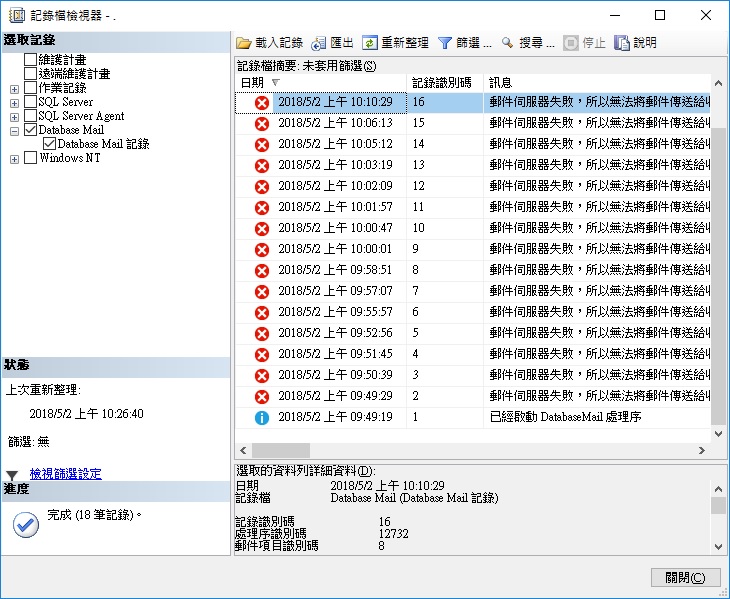 記錄檔檢視器 - .
選取記錄
維護計畫
遠端維護計畫
作業記錄
SQL Server
SQL Server Agent
Database Mail
Database Mail 記錄
Windows NT
狀態
上次重新整理:
2018/5/2 上午 10:26:40
篩選: 無
檢視篩選設定
進度
完成 (18 筆記錄)。
載入記錄 匯出 重新整理 篩選 ... 搜尋 ... 停止 說明
記錄檔摘要: 未套用篩選(S)
日期 記錄識別碼 訊息
2018/5/2 上午 10:10:29 16 郵件伺服器失敗，所以無法將郵件傳送給
2018/5/2 上午 10:06:13 15 郵件伺服器失敗，所以無法將郵件傳送給
2018/5/2 上午 10:05:12 14 郵件伺服器失敗，所以無法將郵件傳送給
2018/5/2 上午 10:03:19 13 郵件伺服器失敗，所以無法將郵件傳送給
2018/5/2 上午 10:02:09 12 郵件伺服器失敗，所以無法將郵件傳送給
2018/5/2 上午 10:01:57 11 郵件伺服器失敗，所以無法將郵件傳送給
2018/5/2 上午 10:00:47 10 郵件伺服器失敗，所以無法將郵件傳送給
2018/5/2 上午 10:00:01 9 郵件伺服器失敗，所以無法將郵件傳送給
2018/5/2 上午 09:58:51 8 郵件伺服器失敗，所以無法將郵件傳送給
2018/5/2 上午 09:57:07 7 郵件伺服器失敗，所以無法將郵件傳送給
2018/5/2 上午 09:55:57 6 郵件伺服器失敗，所以無法將郵件傳送給
2018/5/2 上午 09:52:56 5 郵件伺服器失敗，所以無法將郵件傳送給
2018/5/2 上午 09:51:45 4 郵件伺服器失敗，所以無法將郵件傳送給
2018/5/2 上午 09:50:39 3 郵件伺服器失敗，所以無法將郵件傳送給
2018/5/2 上午 09:49:29 2 郵件伺服器失敗，所以無法將郵件傳送給
2018/5/2 上午 09:49:19 1 已經啟動 DatabaseMail 處理序
選取的資料列詳細資料(D):
日期 2018/5/2 上午 10:10:29
記錄檔 Database Mail (Database Mail 記錄)
記錄識別碼 16
處理序識別碼 12732
郵件項目識別碼 8
關閉(C)